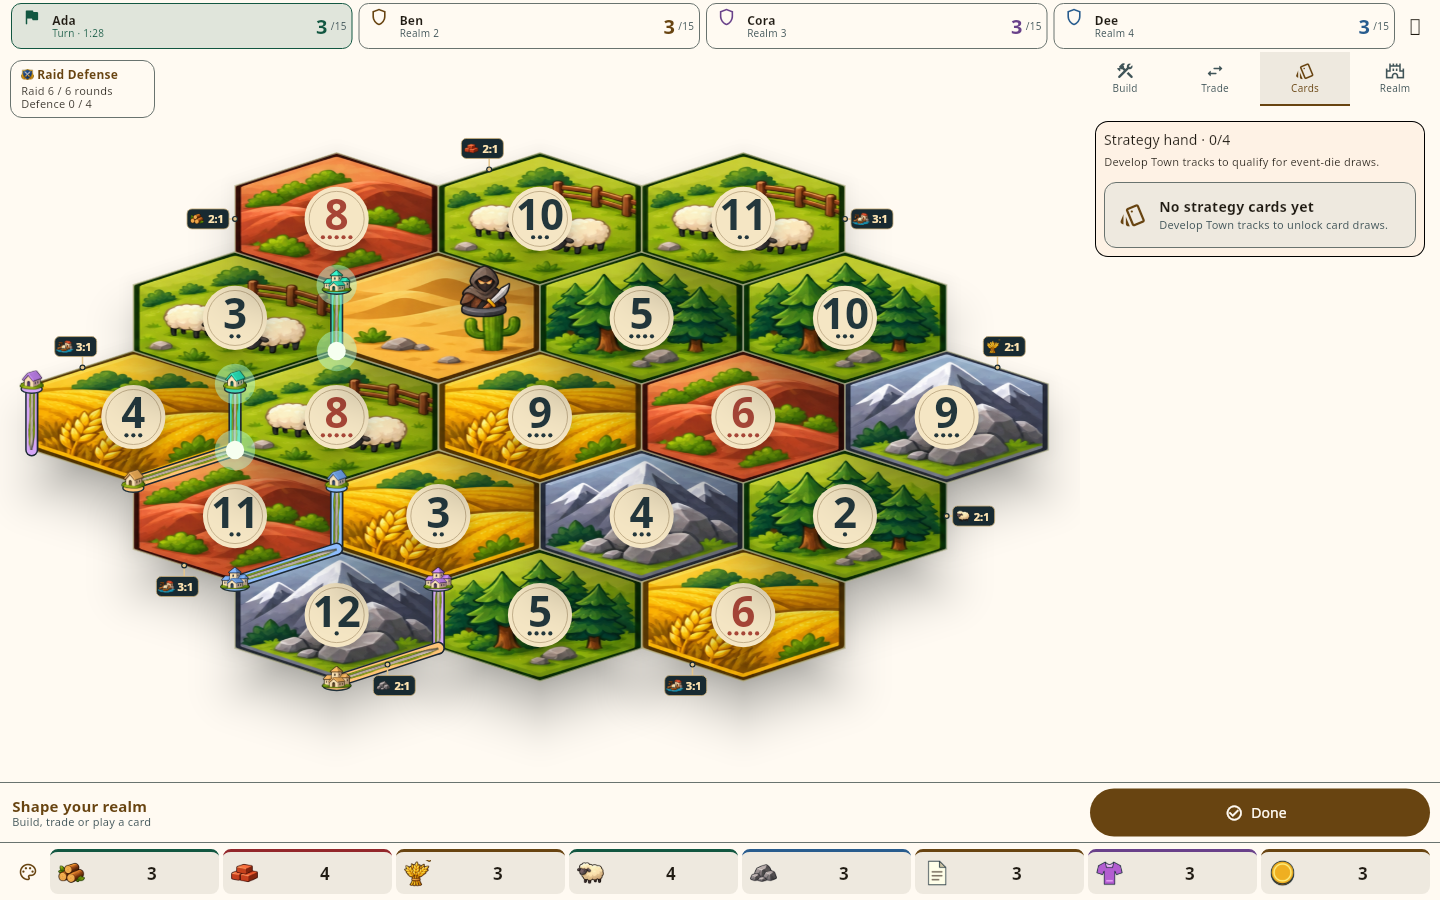 Ada
Turn · 1:28
3 /15
Ben
Realm 2
3 /15
Cora
Realm 3
3 /15
Dee
Realm 4
3 /15
Raid Defense
Raid 6 / 6 rounds
Defence 0 / 4
Build
Trade
Cards
Realm
Strategy hand · 0/4
Develop Town tracks to qualify for event-die draws.
No strategy cards yet
Develop Town tracks to unlock card draws.
2:1
2:1
8
10
11
3:1
3
5
10
3:1
2:1
4
8
9
6
9
11
3
4
2
2:1
3:1
12
5
6
2:1
3:1
Shape your realm
Build, trade or play a card
Done
3
4
3
4
3
3
3
3